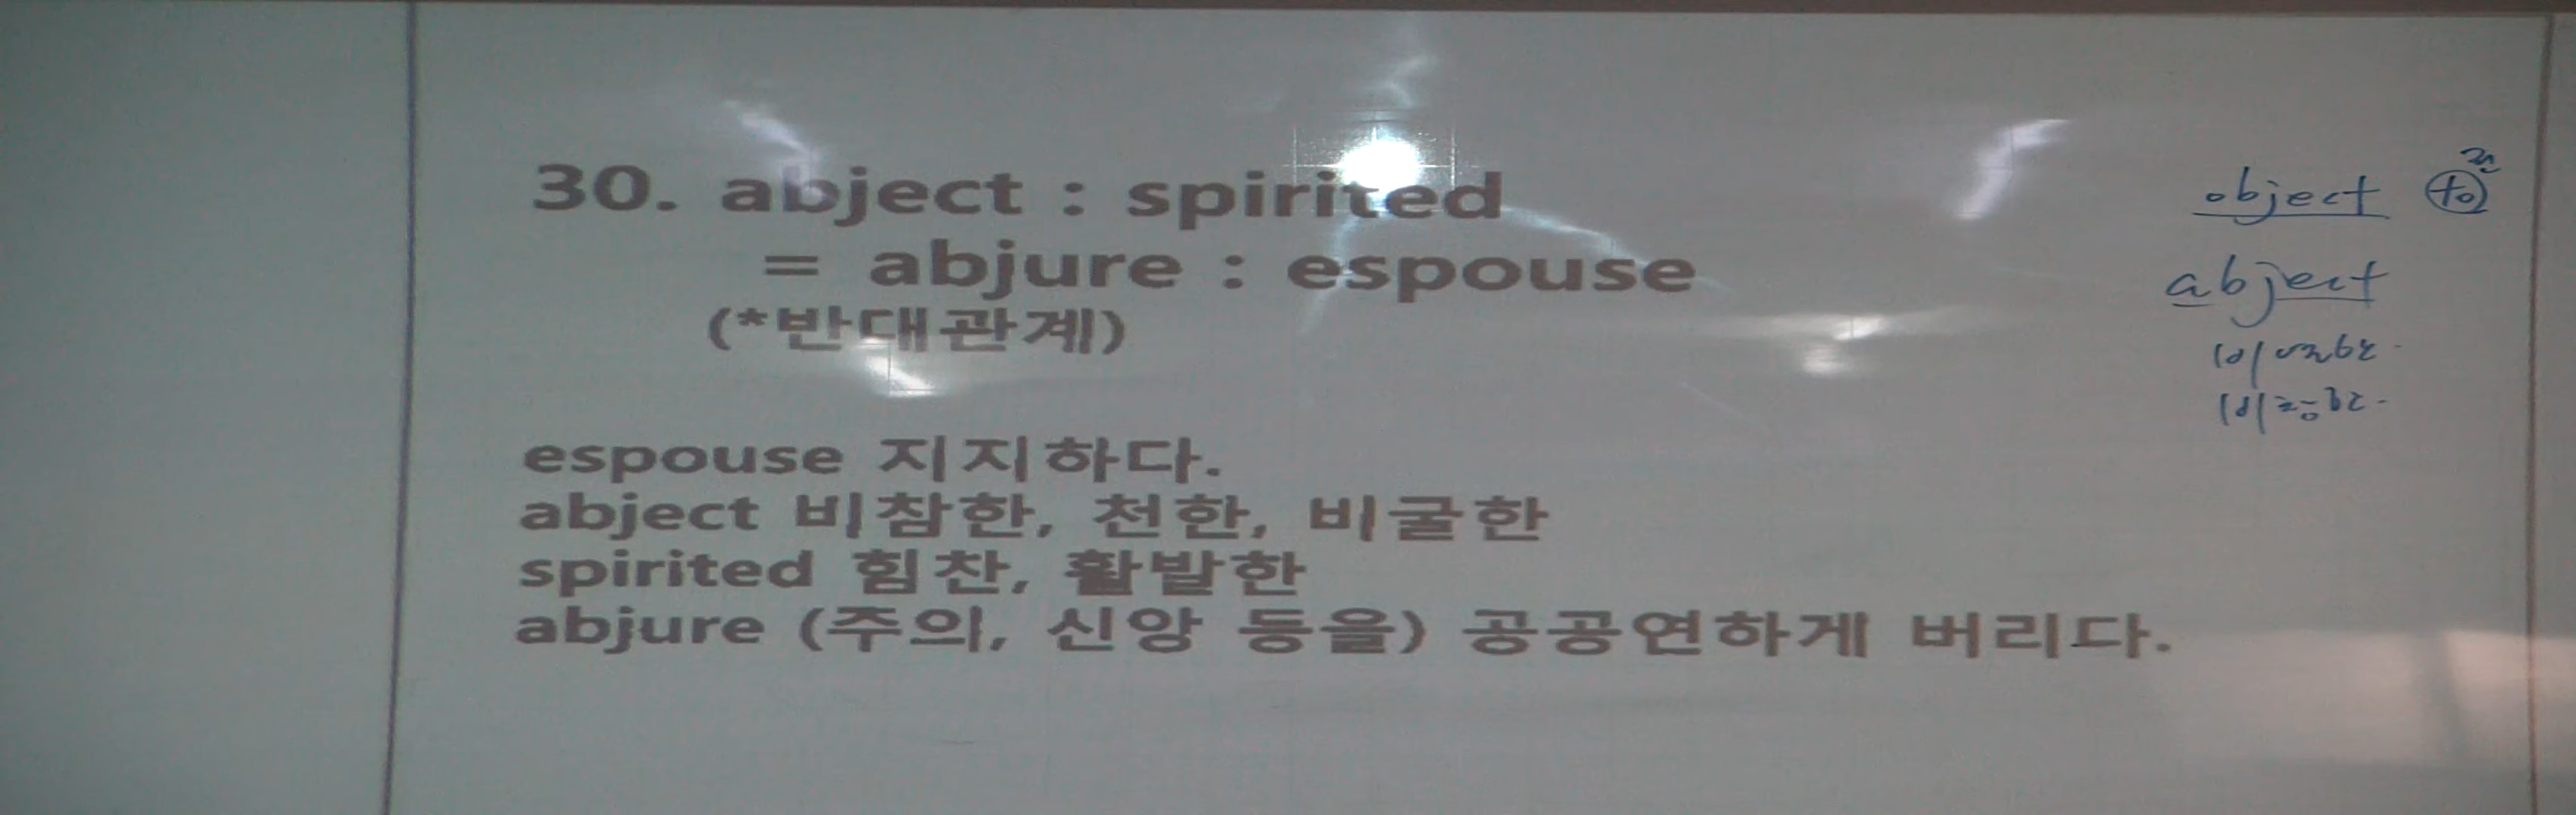 30. abject : spirited
= abjure : espouse
(*반대관계)
espouse 지지하다.
abject 비참한, 천한, 비굴한
spirited 힘찬, 활발한
abjure (주의, 신앙 등을) 공공연하게 버리다.
object to
abject